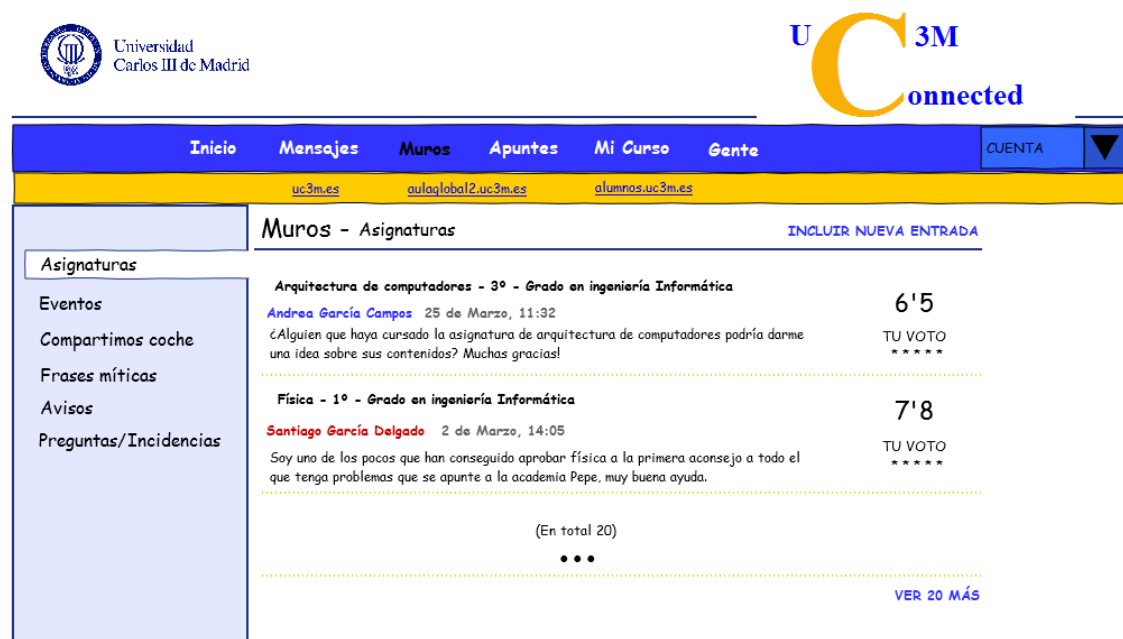 Universidad
Carlos III de Madrid
U C 3M
onnected
Inicio Mensajes Muros Apuntes Mi Curso Gente CUENTA
uc3m.es aulaglobal2.uc3m.es alumnos.uc3m.es
Muros - Asignaturas INCLUIR NUEVA ENTRADA
Asignaturas
Eventos
Compartimos coche
Frases míticas
Avisos
Preguntas/Incidencias
Arquitectura de computadores - 3º - Grado en ingeniería Informática
Andrea García Campos 25 de Marzo, 11:32
¿Alguien que haya cursado la asignatura de arquitectura de computadores podría darme
una idea sobre sus contenidos? Muchas gracias!
6'5
TU VOTO
* * * * *
Física - 1º - Grado en ingeniería Informática
Santiago García Delgado 2 de Marzo, 14:05
Soy uno de los pocos que han conseguido aprobar física a la primera aconsejo a todo el
que tenga problemas que se apunte a la academia Pepe, muy buena ayuda.
7'8
TU VOTO
* * * * *
(En total 20)
• • •
VER 20 MÁS